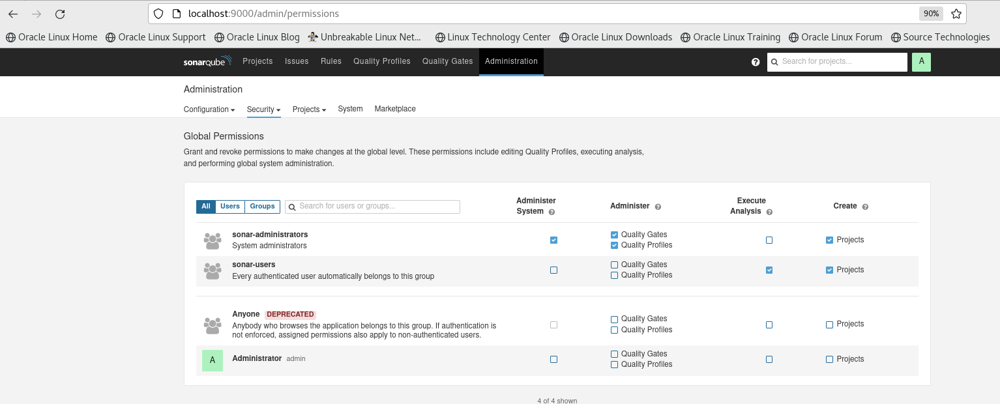 localhost:9000/admin/permissions 90%
Oracle Linux Home Oracle Linux Support Oracle Linux Blog Unbreakable Linux Net... Linux Technology Center Oracle Linux Downloads Oracle Linux Training Oracle Linux Forum Source Technologies
sonarqube Projects Issues Rules Quality Profiles Quality Gates Administration ? Search for projects... A
Administration
Configuration Security Projects System Marketplace
Global Permissions
Grant and revoke permissions to make changes at the global level. These permissions include editing Quality Profiles, executing analysis,
and performing global system administration.
All Users Groups Search for users or groups...
Administer
System ?
Administer ?
Execute
Analysis ?
Create ?
sonar-administrators
System administrators
Quality Gates
Quality Profiles
Projects
sonar-users
Every authenticated user automatically belongs to this group
Quality Gates
Quality Profiles
Projects
Anyone DEPRECATED
Anybody who browses the application belongs to this group. If authentication is
not enforced, assigned permissions also apply to non-authenticated users.
Quality Gates
Quality Profiles
Projects
A Administrator admin
Quality Gates
Quality Profiles
Projects
4 of 4 shown